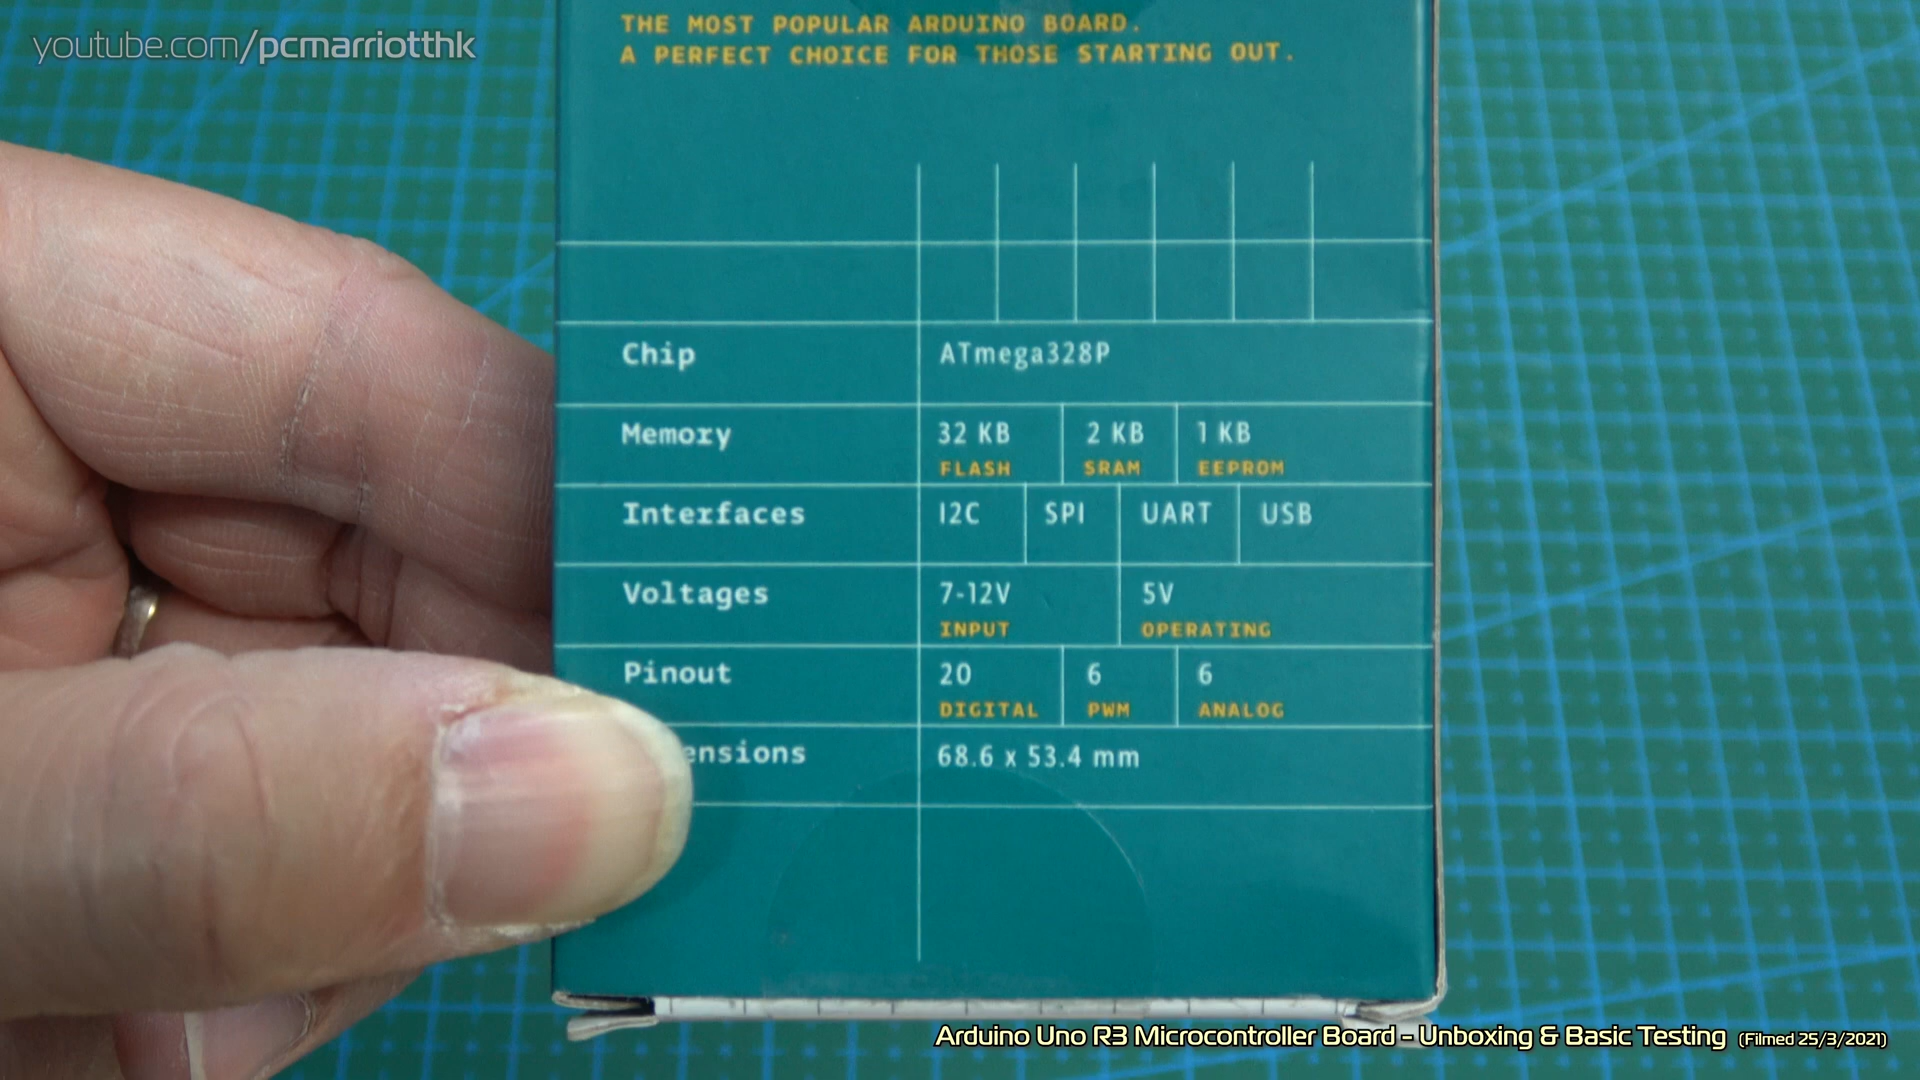 youtube.com/pcmarriotthk
THE MOST POPULAR ARDUINO BOARD.
A PERFECT CHOICE FOR THOSE STARTING OUT.
Chip ATmega328P
Memory 32 KB 2 KB 1 KB
FLASH SRAM EEPROM
Interfaces I2C SPI UART USB
Voltages 7-12V 5V
INPUT OPERATING
Pinout 20 6 6
DIGITAL PWM ANALOG
ensions 68.6 x 53.4 mm
Arduino Uno R3 Microcontroller Board - Unboxing & Basic Testing (Filmed 25/3/2021)